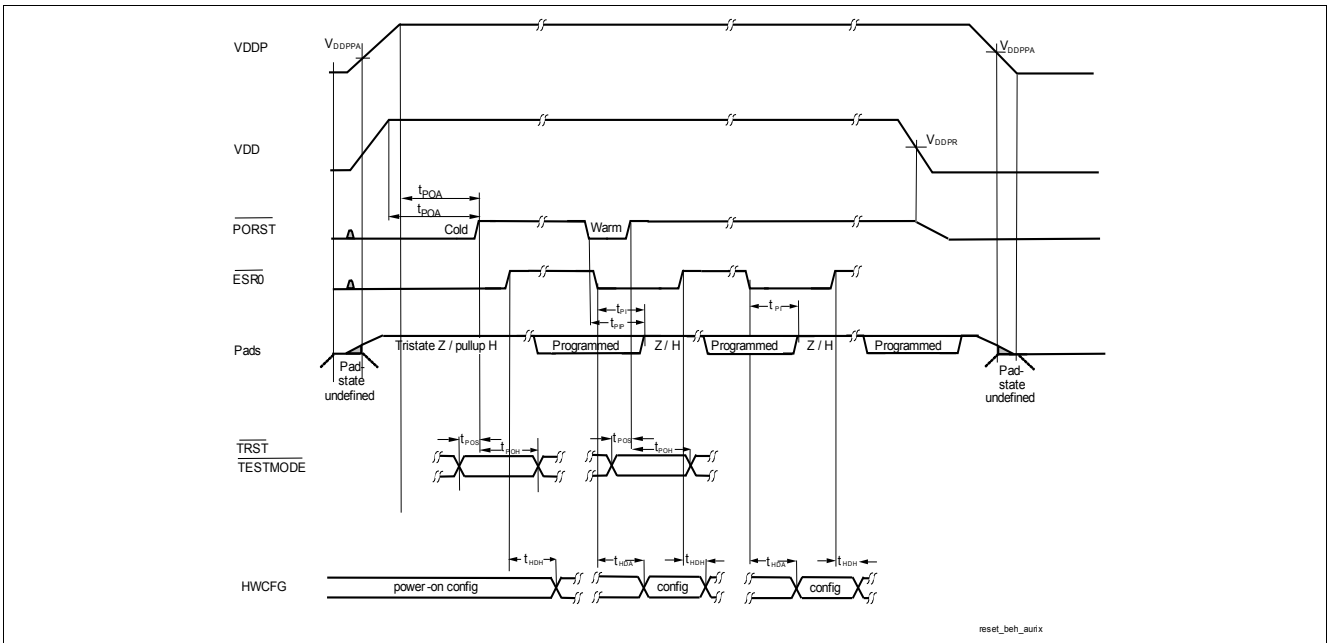 VDDP
VDDPPA
VDDPPA
VDD
VDDPR
tPOA
tPOA
PORST
Cold
Warm
ESR0
tPI
tPI
tPIP
Pads
Tristate Z / pullup H
Programmed
Z / H
Programmed
Z / H
Programmed
Pad-
state
undefined
Pad-
state
undefined
TRST
TESTMODE
tPOS
tPOH
tPOS
tPOH
tHDH
tHDA
tHDH
tHDA
tHDH
HWCFG
power-on config
config
config
reset_beh_aurix